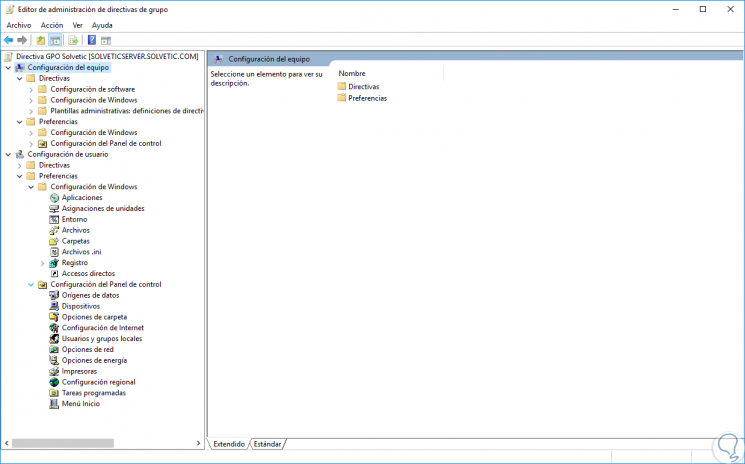 Editor de administración de directivas de grupo
Archivo Acción Ver Ayuda
Directiva GPO Solvetic [SOLVETICSERVER.SOLVETIC.COM]
Configuración del equipo
Directivas
Configuración de software
Configuración de Windows
Plantillas administrativas: definiciones de directi
Preferencias
Configuración de Windows
Configuración del Panel de control
Configuración de usuario
Directivas
Preferencias
Configuración de Windows
Aplicaciones
Asignaciones de unidades
Entorno
Archivos
Carpetas
Archivos .ini
Registro
Accesos directos
Configuración del Panel de control
Orígenes de datos
Dispositivos
Opciones de carpeta
Configuración de Internet
Usuarios y grupos locales
Opciones de red
Opciones de energía
Impresoras
Configuración regional
Tareas programadas
Menú Inicio
Configuración del equipo
Seleccione un elemento para ver su
descripción.
Nombre
Directivas
Preferencias
Extendido Estándar